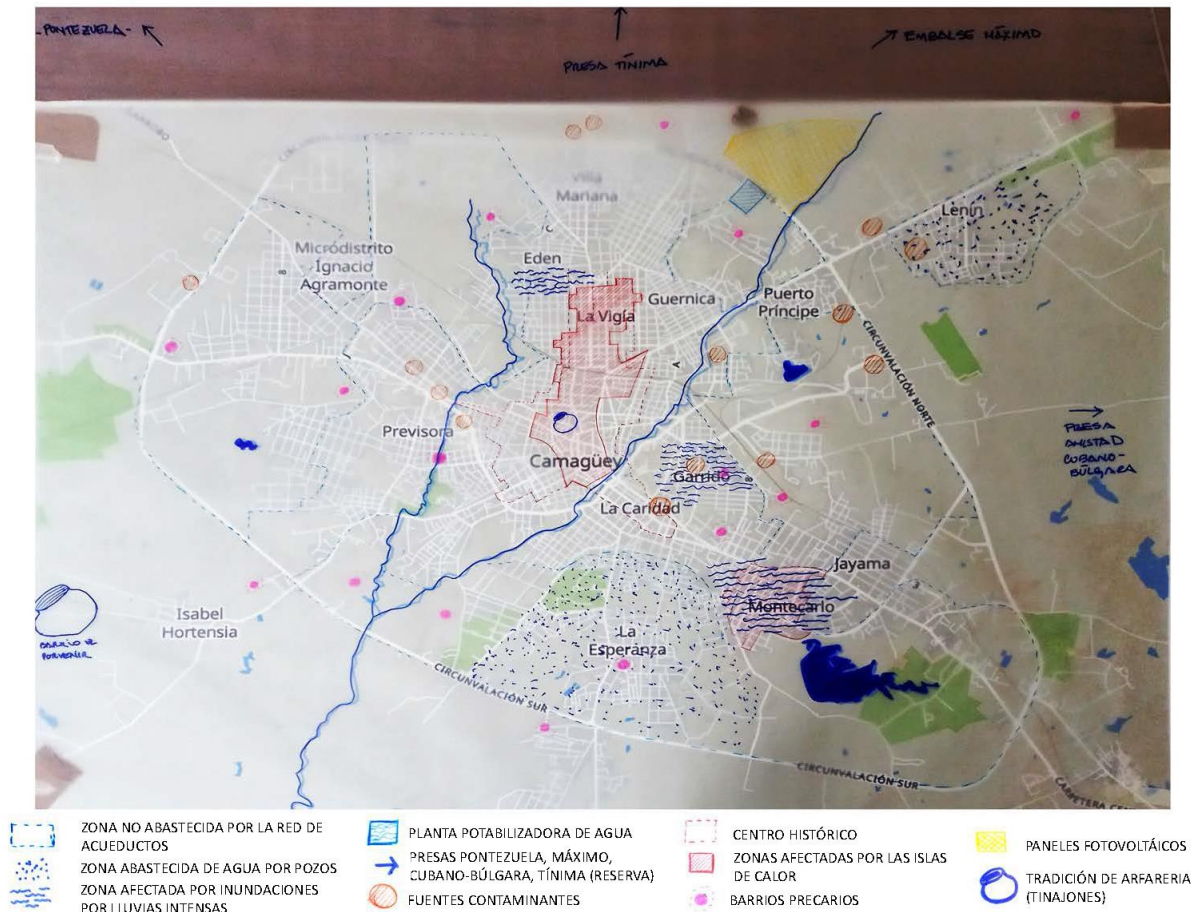 -PONTEZUELA-
PRESA TÍNIMA
EMBALSE MÁXIMO
Villa
Mariana
Lenin
Micródistrito
Ignacio
Agramonte
Eden
La Vigía
Guernica
Puerto
Príncipe
CIRCUNVALACIÓN NORTE
Previsora
Camagüey
Garrido
PRESA
AMISTAD
CUBANO-
BÚLGARA
La Caridad
Jayama
Montecarlo
Isabel
Hortensia
BARRIO EL
PORVENIR
La
Esperanza
CIRCUNVALACIÓN SUR
CIRCUNVALACIÓN SUR
ZONA NO ABASTECIDA POR LA RED DE
ACUEDUCTOS
ZONA ABASTECIDA DE AGUA POR POZOS
ZONA AFECTADA POR INUNDACIONES
POR LLUVIAS INTENSAS
PLANTA POTABILIZADORA DE AGUA
PRESAS PONTEZUELA, MÁXIMO,
CUBANO-BÚLGARA, TÍNIMA (RESERVA)
FUENTES CONTAMINANTES
CENTRO HISTÓRICO
ZONAS AFECTADAS POR LAS ISLAS
DE CALOR
BARRIOS PRECARIOS
PANELES FOTOVOLTÁICOS
TRADICIÓN DE ARFARERIA
(TINAJONES)